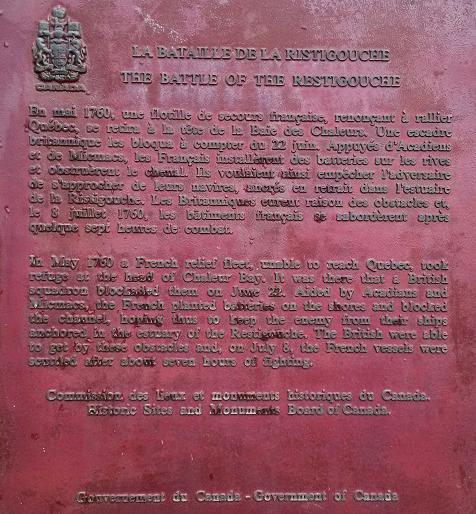 CANADA
LA BATAILLE DE LA RISTIGOUCHE
THE BATTLE OF THE RESTIGOUCHE
En mai 1760, une flotille de secours française, renonçant à rallier
Québec, se retira à la tête de la Baie des Chaleurs. Une escadre
britannique les bloqua à compter du 22 juin. Appuyés d'Acadiens
et de Micmacs, les Français installèrent des batteries sur les rives
et obstruèrent le chenal. Ils voulaient ainsi empêcher l'adversaire
de s'approcher de leurs navires, ancrés en retrait dans l'estuaire
de la Ristigouche. Les Britanniques eurent raison des obstacles et,
le 8 juillet 1760, les bâtiments français se sabordèrent après
quelque sept heures de combat.
In May 1760 a French relief fleet, unable to reach Quebec, took
refuge at the head of Chaleur Bay. It was there that a British
squadron blockaded them on June 22. Aided by Acadians and
Micmacs, the French planted batteries on the shores and blocked
the channel, hoping thus to keep the enemy from their ships
anchored in the estuary of the Restigouche. The British were able
to get by these obstacles and, on July 8, the French vessels were
scuttled after about seven hours of fighting.
Commission des lieux et monuments historiques du Canada.
Historic Sites and Monuments Board of Canada.
Gouvernement du Canada - Government of Canada